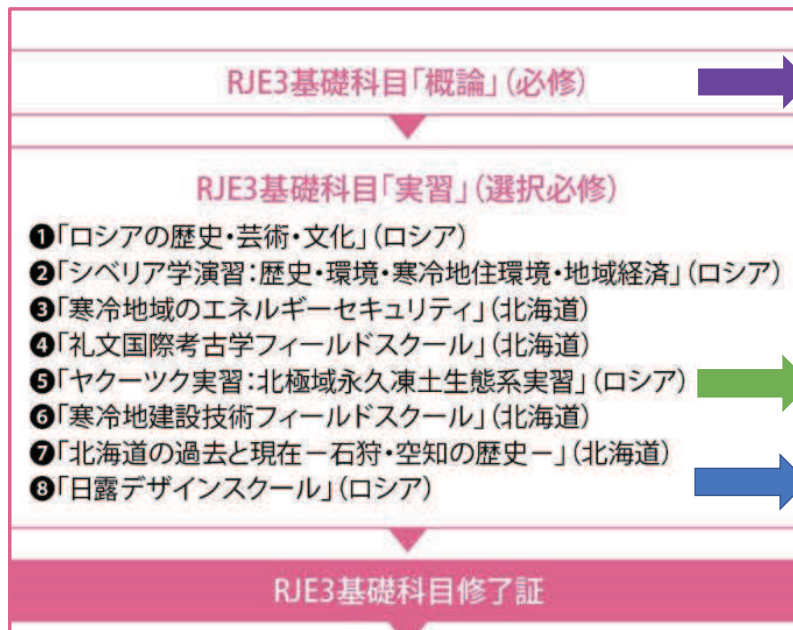 RJE3基礎科目「概論」(必修)
RJE3基礎科目「実習」(選択必修)
❶「ロシアの歴史・芸術・文化」(ロシア)
❷「シベリア学演習:歴史・環境・寒冷地住環境・地域経済」(ロシア)
❸「寒冷地域のエネルギーセキュリティ」(北海道)
❹「礼文国際考古学フィールドスクール」(北海道)
❺「ヤクーツク実習:北極域永久凍土生態系実習」(ロシア)
❻「寒冷地建設技術フィールドスクール」(北海道)
❼「北海道の過去と現在-石狩・空知の歴史-」(北海道)
❽「日露デザインスクール」(ロシア)
RJE3基礎科目修了証